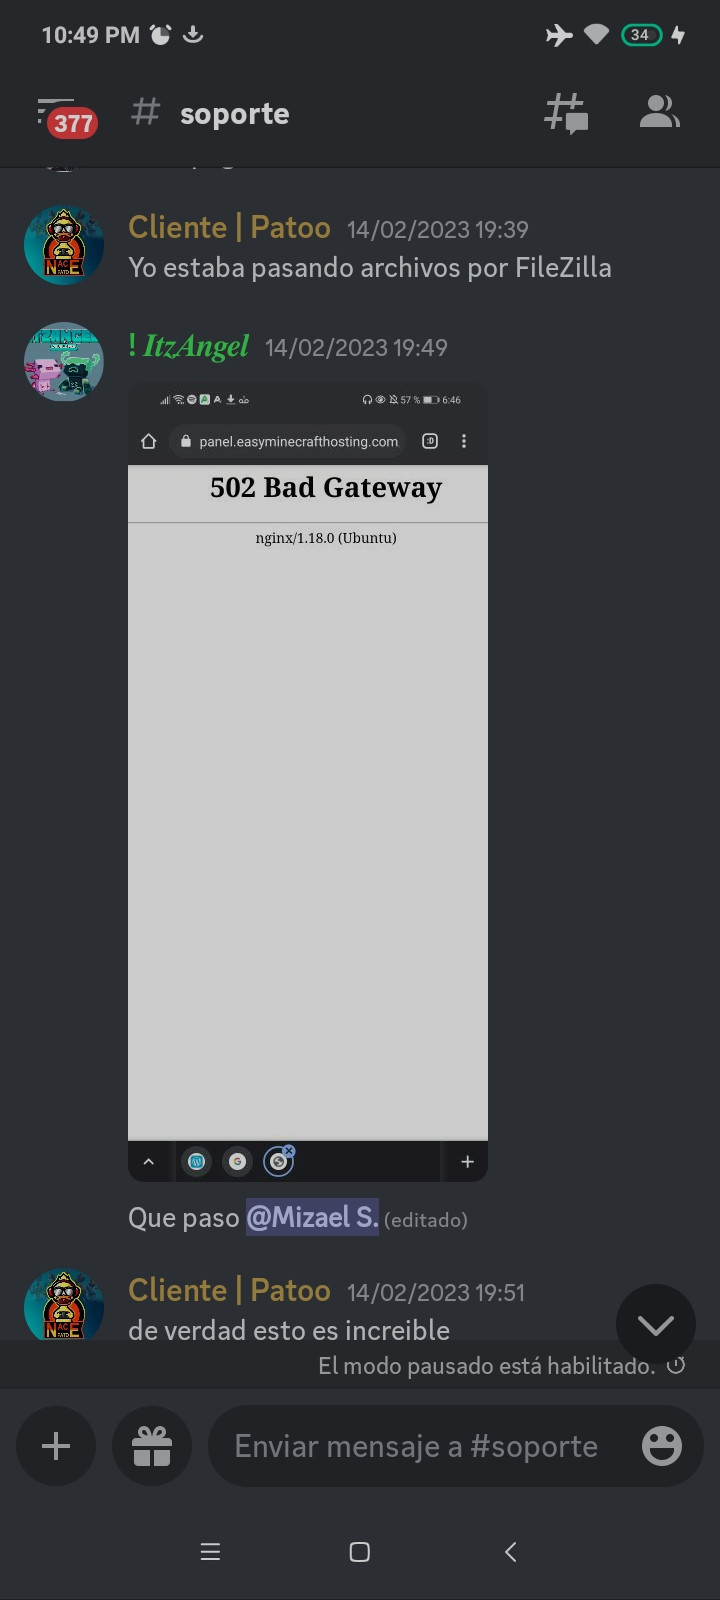 10:49 PM
34
377
# soporte
Cliente | Patoo 14/02/2023 19:39
Yo estaba pasando archivos por FileZilla
! ItzAngel 14/02/2023 19:49
57 % 6:46
panel.easyminecrafthosting.com
:D
502 Bad Gateway
nginx/1.18.0 (Ubuntu)
Que paso @Mizael S. (editado)
Cliente | Patoo 14/02/2023 19:51
de verdad esto es increible
El modo pausado está habilitado.
Enviar mensaje a #soporte